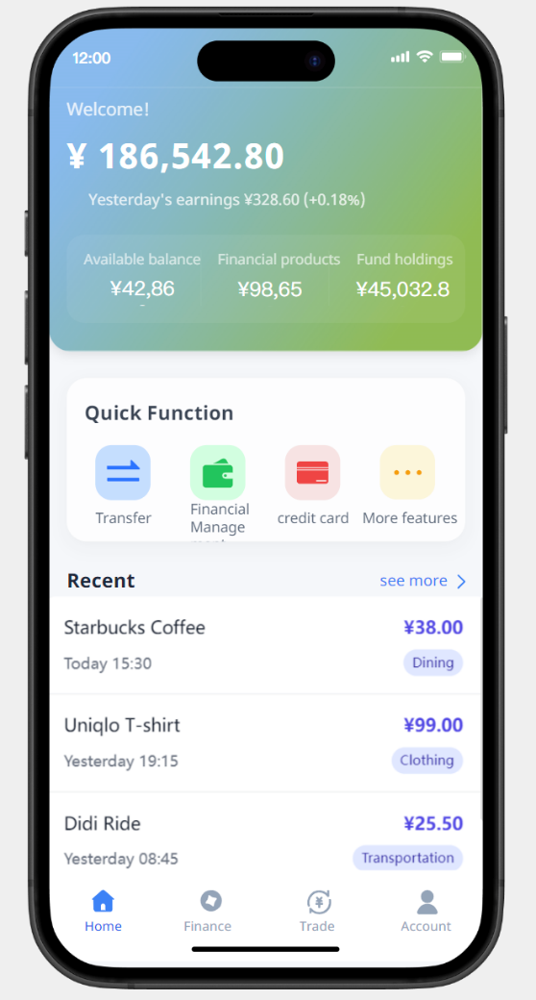 12:00
Welcome!
¥ 186,542.80
Yesterday's earnings ¥328.60 (+0.18%)
Available balance Financial products Fund holdings
¥42,86 ¥98,65 ¥45,032.8
Quick Function
Transfer Financial Manage credit card More features
Recent see more
Starbucks Coffee ¥38.00
Today 15:30 Dining
Uniqlo T-shirt ¥99.00
Yesterday 19:15 Clothing
Didi Ride ¥25.50
Yesterday 08:45 Transportation
Home Finance Trade Account